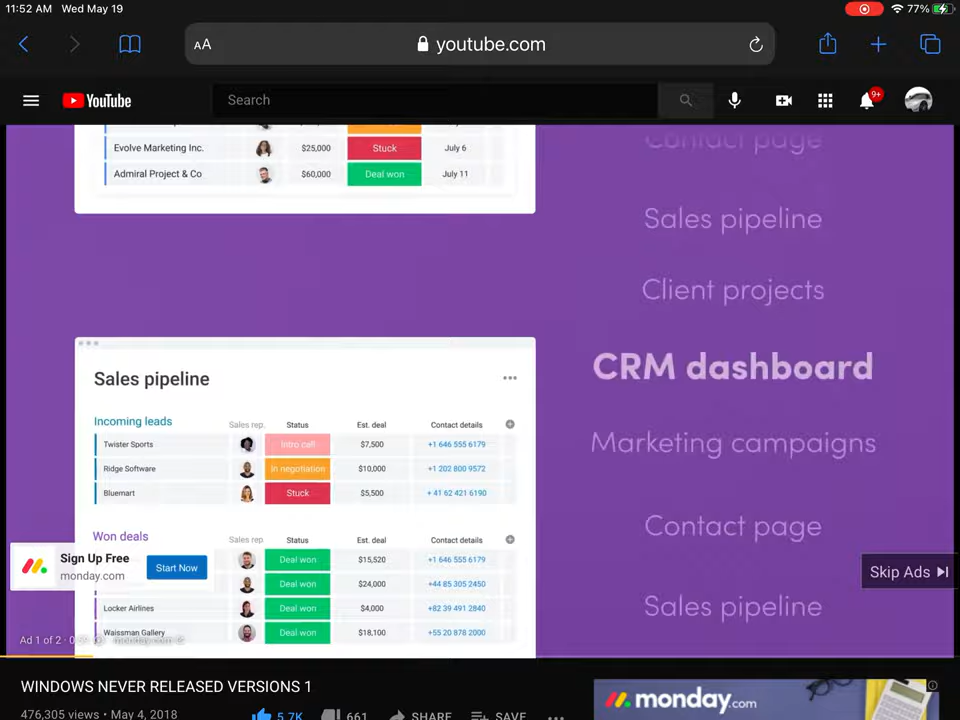 11:52 AM Wed May 19
77%
AA
youtube.com
YouTube
Search
9+
Evolve Marketing Inc. $25,000 Stuck July 6
Admiral Project & Co $60,000 Deal won July 11
Contact page
Sales pipeline
Client projects
CRM dashboard
Marketing campaigns
Contact page
Sales pipeline
Sales pipeline
Incoming leads Sales rep. Status Est. deal Contact details
Twister Sports Intro call $7,500 +1 646 555 6179
Ridge Software In negotiation $10,000 +1 202 800 9572
Bluemart Stuck $5,500 + 41 62 421 6190
Won deals Sales rep Status Est. deal Contact details
Deal won $15,520 +1 646 555 6179
Deal won $24,000 +44 85 305 2450
Locker Airlines Deal won $4,000 +82 39 491 2840
Waissman Gallery Deal won $18,100 +55 20 878 2000
Sign Up Free
monday.com
Start Now
Skip Ads
Ad 1 of 2
monday.com
WINDOWS NEVER RELEASED VERSIONS 1
476,305 views • May 4, 2018
5.7K
661
SHARE
SAVE
monday.com